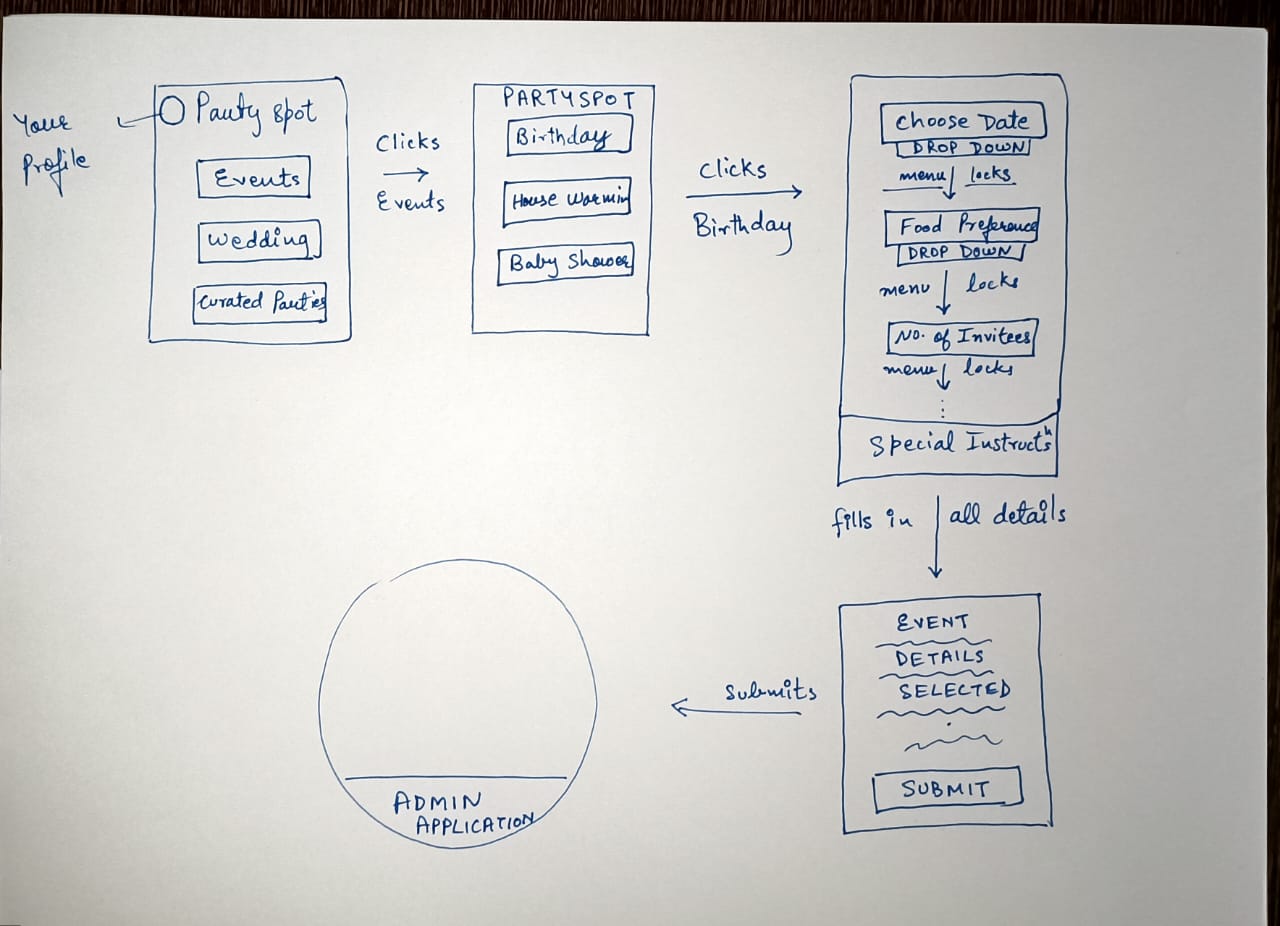 Your
Profile
Party Spot
Events
Wedding
Curated Parties
Clicks
Events
PARTYSPOT
Birthday
House Warmin
Baby Shower
Clicks
Birthday
Choose Date
DROP DOWN
menu locks
Food Preference
DROP DOWN
menu locks
No. of Invitees
menu locks
Special Instructns
fills in all details
EVENT
DETAILS
SELECTED
SUBMIT
Submits
ADMIN
APPLICATION